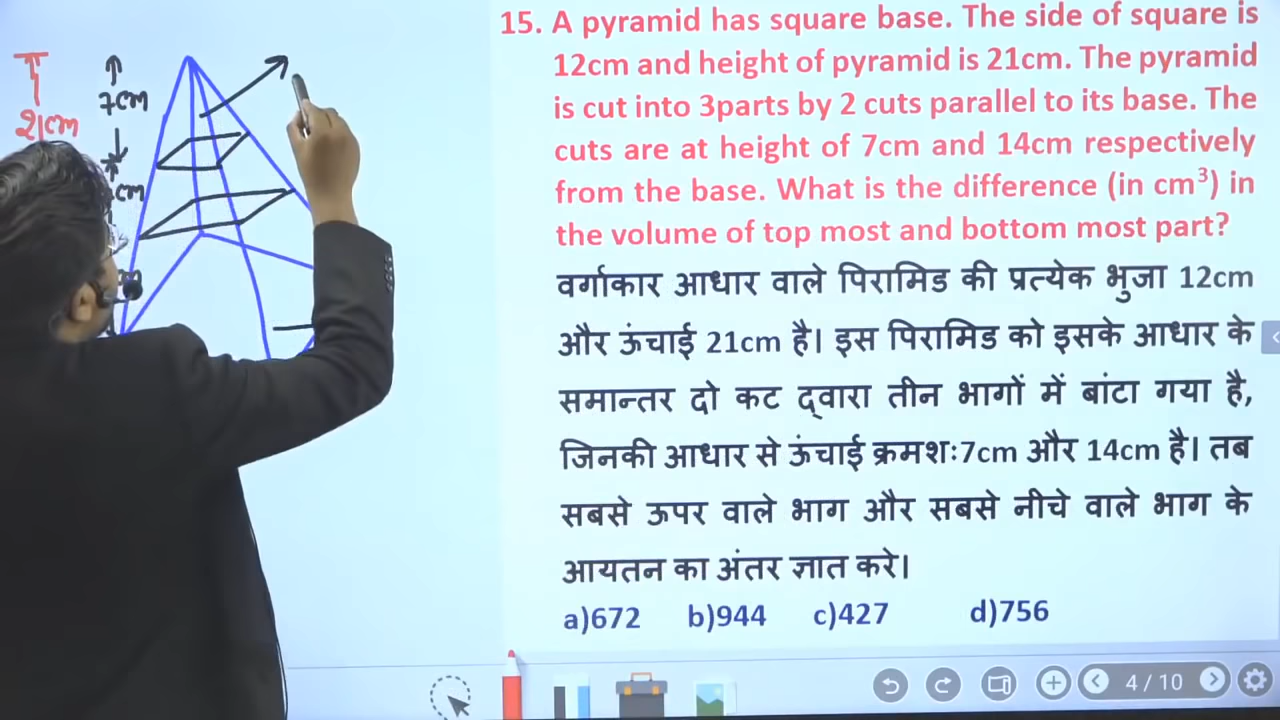 15. A pyramid has square base. The side of square is
12cm and height of pyramid is 21cm. The pyramid
is cut into 3parts by 2 cuts parallel to its base. The
cuts are at height of 7cm and 14cm respectively
from the base. What is the difference (in cm³) in
the volume of top most and bottom most part?
वर्गाकार आधार वाले पिरामिड की प्रत्येक भुजा 12cm
और ऊंचाई 21cm है। इस पिरामिड को इसके आधार के
समान्तर दो कट द्वारा तीन भागों में बांटा गया है,
जिनकी आधार से ऊंचाई क्रमशः7cm और 14cm है। तब
सबसे ऊपर वाले भाग और सबसे नीचे वाले भाग के
आयतन का अंतर ज्ञात करे।
a)672 b)944 c)427 d)756
7cm
21cm
cm
4 / 10